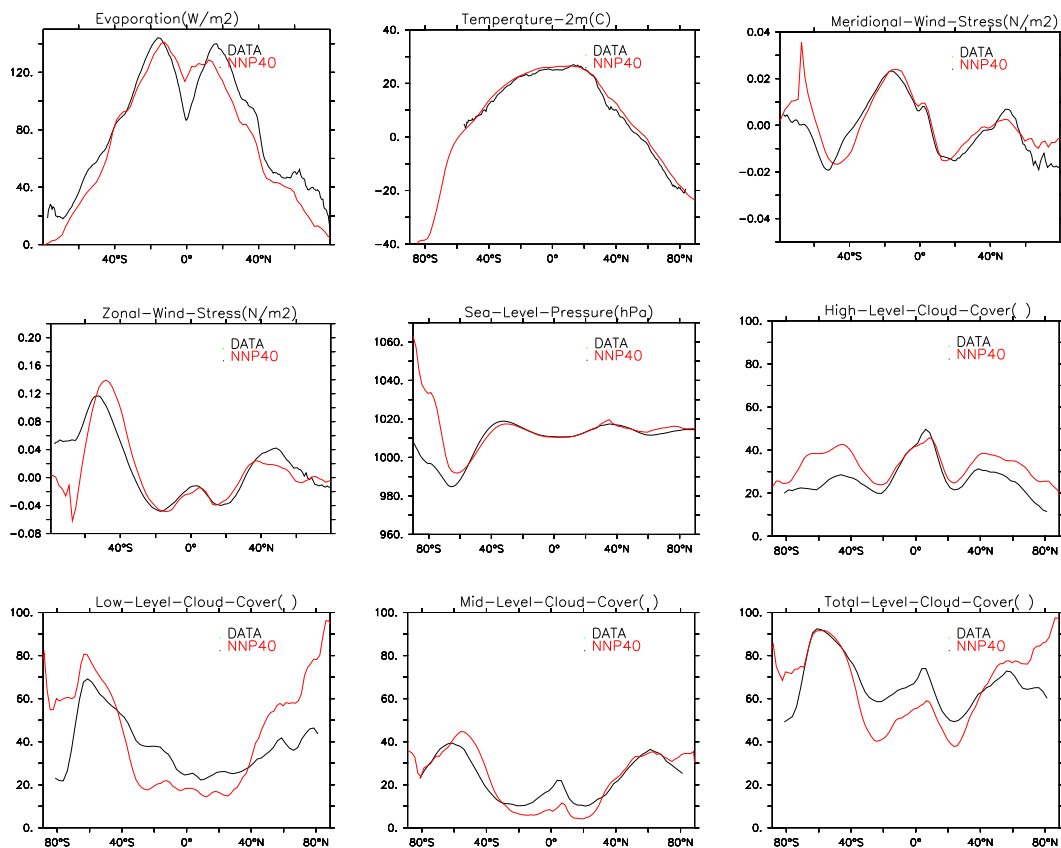 Evaporation(W/m2)
DATA
NNP40
120.
80.
40.
0.
40°S 0° 40°N
Temperature-2m(C)
DATA
NNP40
40.
20.
0.
-20.
-40.
80°S 40°S 0° 40°N 80°N
Meridional-Wind-Stress(N/m2)
DATA
NNP40
0.04
0.02
0.00
-0.02
-0.04
40°S 0° 40°N
Zonal-Wind-Stress(N/m2)
DATA
NNP40
0.20
0.16
0.12
0.08
0.04
0.00
-0.04
-0.08
40°S 0° 40°N
Sea-Level-Pressure(hPa)
DATA
NNP40
1060.
1040.
1020.
1000.
980.
960.
80°S 40°S 0° 40°N 80°N
High-Level-Cloud-Cover( )
DATA
NNP40
100.
80.
60.
40.
20.
0.
80°S 40°S 0° 40°N 80°N
Low-Level-Cloud-Cover( )
DATA
NNP40
100.
80.
60.
40.
20.
0.
80°S 40°S 0° 40°N 80°N
Mid-Level-Cloud-Cover( )
DATA
NNP40
100.
80.
60.
40.
20.
0.
80°S 40°S 0° 40°N 80°N
Total-Level-Cloud-Cover( )
DATA
NNP40
100.
80.
60.
40.
20.
0.
80°S 40°S 0° 40°N 80°N